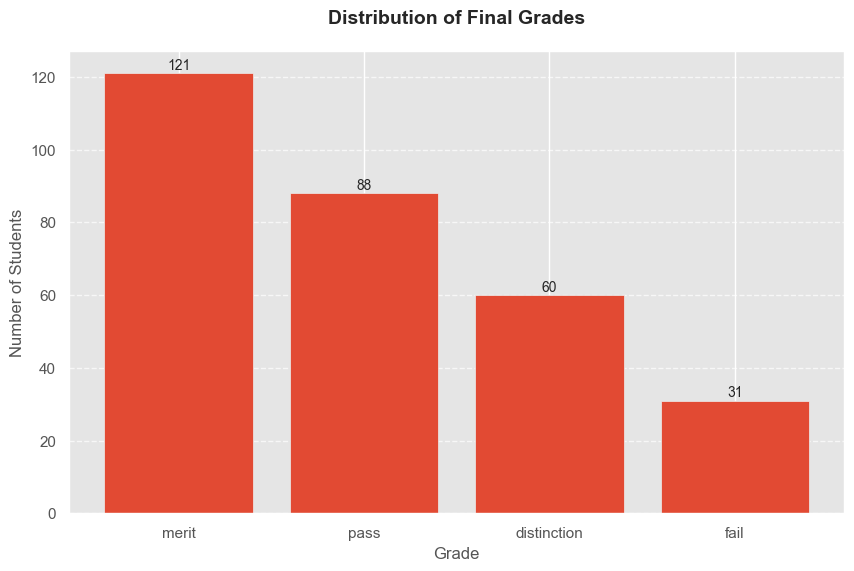 Distribution of Final Grades
Number of Students
120
100
80
60
40
20
0
121
88
60
31
merit pass distinction fail
Grade